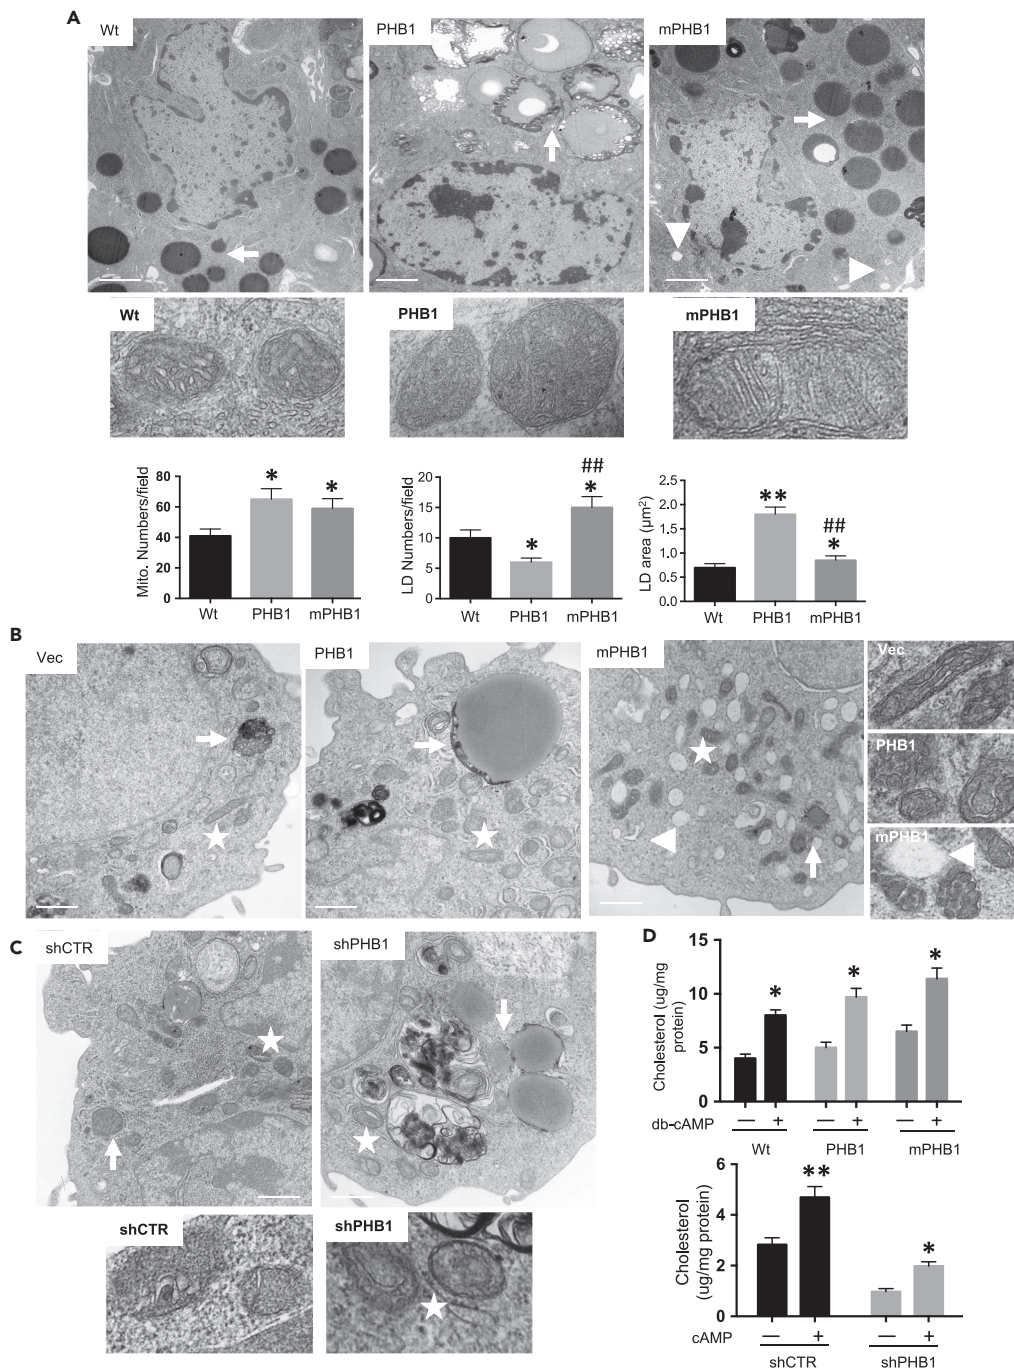 A
Wt
PHB1
mPHB1
Wt
PHB1
mPHB1
Mito. Numbers/field
80
60
40
20
0
*
*
Wt
PHB1
mPHB1
LD Numbers/field
20
15
10
5
0
*
##
*
Wt
PHB1
mPHB1
LD area (µm²)
2.5
2.0
1.5
1.0
0.5
0.0
**
##
*
Wt
PHB1
mPHB1
B
Vec
PHB1
mPHB1
Vec
PHB1
mPHB1
C
shCTR
shPHB1
shCTR
shPHB1
D
Cholesterol (ug/mg
protein)
15
10
5
0
*
*
*
db-cAMP
— + — + — +
Wt
PHB1
mPHB1
Cholesterol
(ug/mg protein)
6
4
2
0
**
*
cAMP
— + — +
shCTR
shPHB1